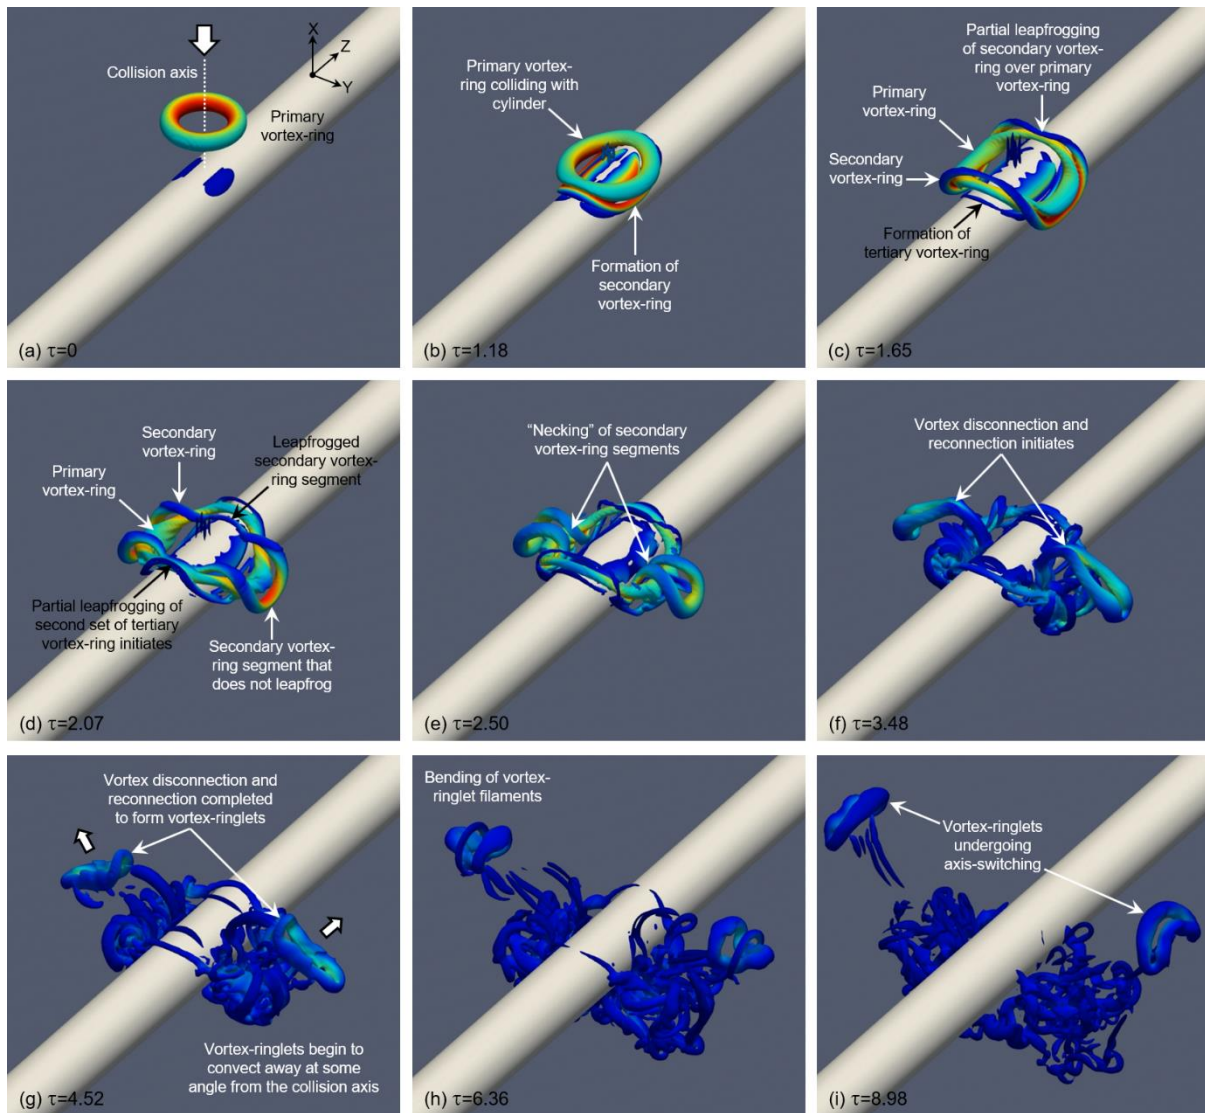 Collision axis
X
Z
Y
Primary
vortex-ring
(a) τ=0
Primary vortex-
ring colliding with
cylinder
Formation of
secondary
vortex-ring
(b) τ=1.18
Partial leapfrogging
of secondary vortex-
ring over primary
vortex-ring
Primary
vortex-ring
Secondary
vortex-ring
Formation of
tertiary vortex-ring
(c) τ=1.65
Secondary
vortex-ring
Leapfrogged
secondary vortex-
ring segment
Primary
vortex-ring
Partial leapfrogging of
second set of tertiary
vortex-ring initiates
Secondary vortex-
ring segment that
does not leapfrog
(d) τ=2.07
“Necking” of secondary
vortex-ring segments
(e) τ=2.50
Vortex disconnection and
reconnection initiates
(f) τ=3.48
Vortex disconnection and
reconnection completed
to form vortex-ringlets
Vortex-ringlets begin to
convect away at some
angle from the collision axis
(g) τ=4.52
Bending of vortex-
ringlet filaments
(h) τ=6.36
Vortex-ringlets
undergoing
axis-switching
(i) τ=8.98